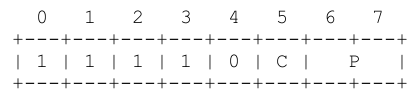 0   1   2   3   4   5   6   7
+---+---+---+---+---+---+---+---+
| 1 | 1 | 1 | 1 | 0 | C |   P   |
+---+---+---+---+---+---+---+---+